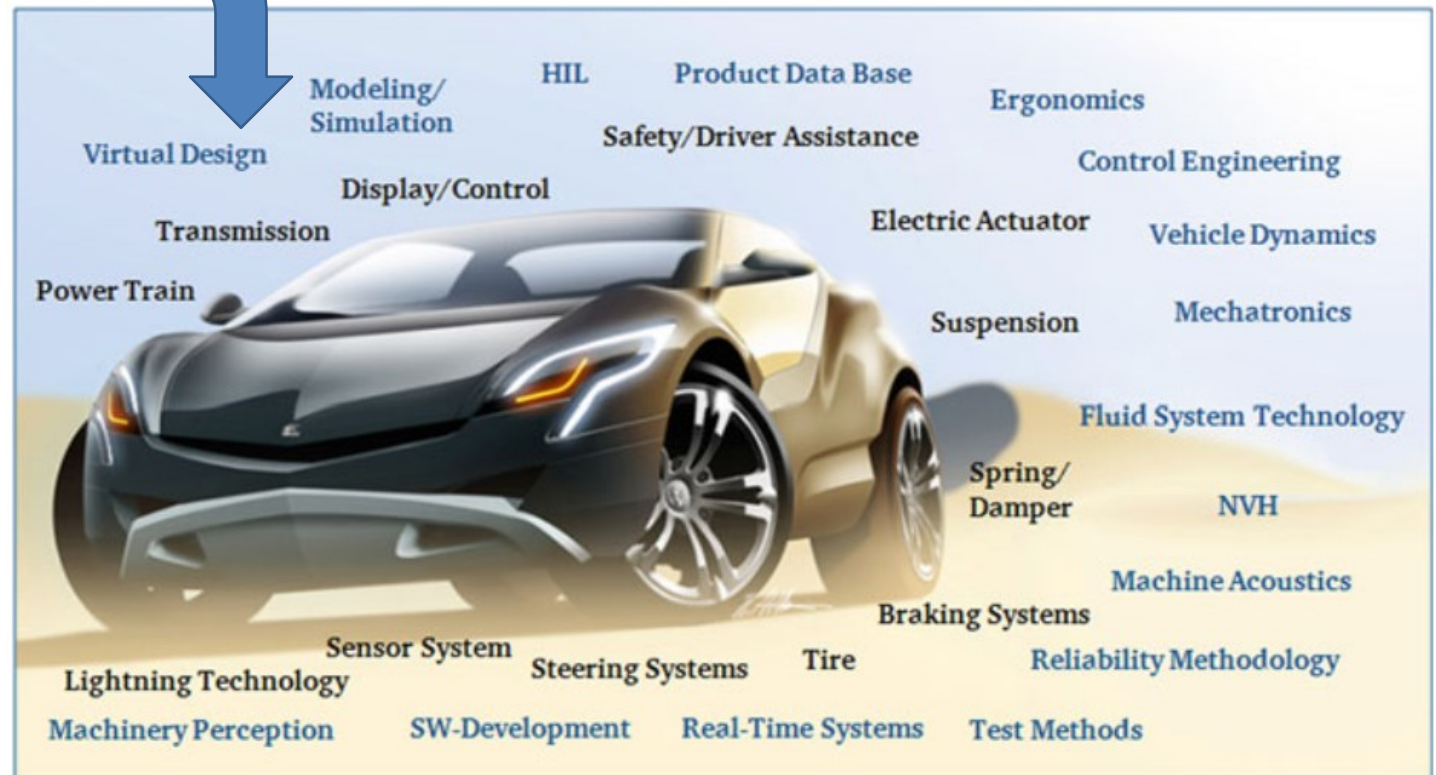 HIL
Product Data Base
Modeling/
Simulation
Ergonomics
Safety/Driver Assistance
Virtual Design
Control Engineering
Display/Control
Transmission
Electric Actuator
Vehicle Dynamics
Power Train
Suspension
Mechatronics
Fluid System Technology
Spring/
Damper
NVH
Machine Acoustics
Braking Systems
Sensor System
Steering Systems
Tire
Reliability Methodology
Lightning Technology
Machinery Perception
SW-Development
Real-Time Systems
Test Methods